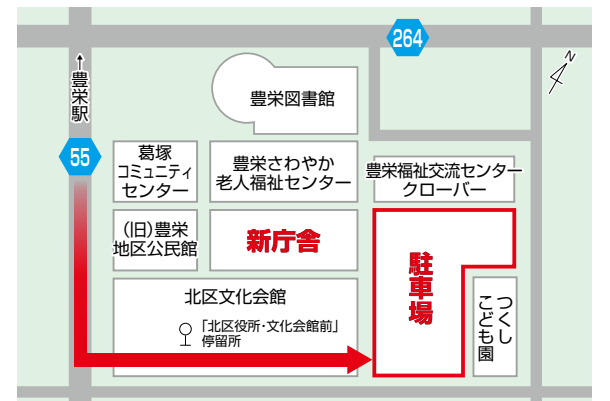 264
N
↑豊栄駅
豊栄図書館
55
葛塚
コミュニティ
センター
豊栄さわやか
老人福祉センター
豊栄福祉交流センター
クローバー
(旧)豊栄
地区公民館
新庁舎
駐車場
北区文化会館
「北区役所･文化会館前」
停留所
つくし
こども園